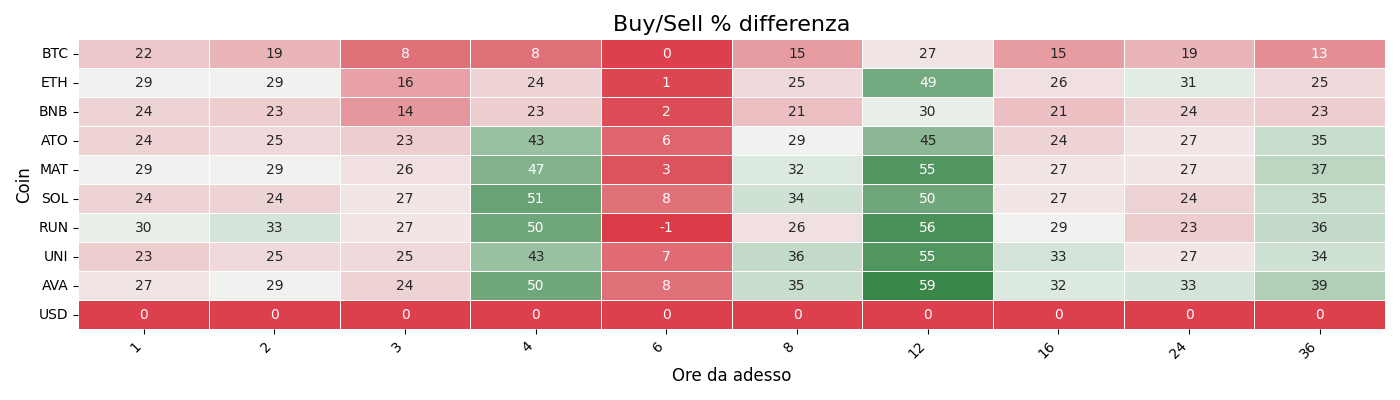 Buy/Sell % differenza
Coin
BTC 22 19 8 8 0 15 27 15 19 13
ETH 29 29 16 24 1 25 49 26 31 25
BNB 24 23 14 23 2 21 30 21 24 23
ATO 24 25 23 43 6 29 45 24 27 35
MAT 29 29 26 47 3 32 55 27 27 37
SOL 24 24 27 51 8 34 50 27 24 35
RUN 30 33 27 50 -1 26 56 29 23 36
UNI 23 25 25 43 7 36 55 33 27 34
AVA 27 29 24 50 8 35 59 32 33 39
USD 0 0 0 0 0 0 0 0 0 0
1 2 3 4 6 8 12 16 24 36
Ore da adesso